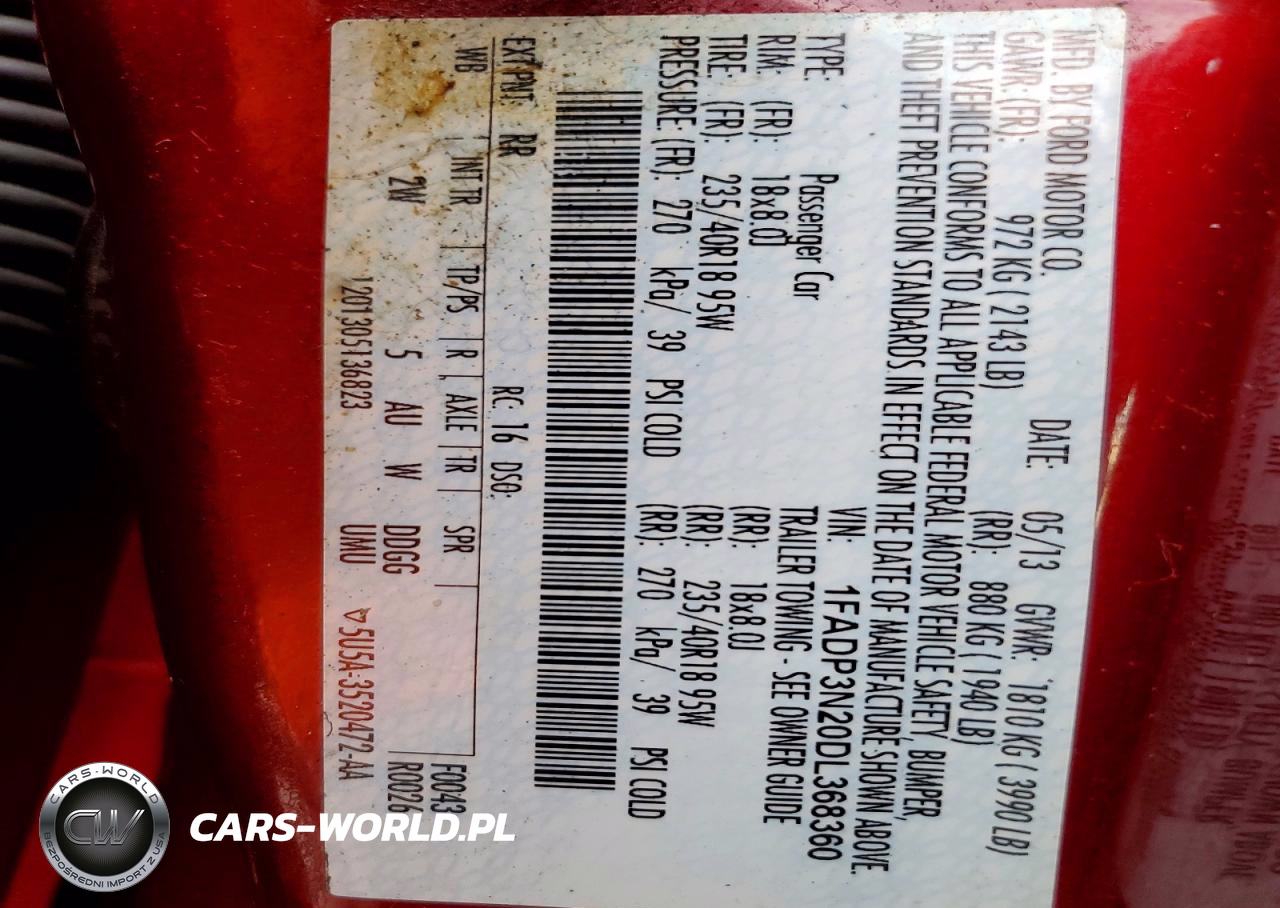 MFD. BY FORD MOTOR CO.
DATE: 05/13 GVWR: 1810 KG ( 3990 LB)
GAWR: (FR): 972 KG ( 2143 LB) (RR): 880 KG ( 1940 LB)
THIS VEHICLE CONFORMS TO ALL APPLICABLE FEDERAL MOTOR VEHICLE SAFETY, BUMPER,
AND THEFT PREVENTION STANDARDS IN EFFECT ON THE DATE OF MANUFACTURE SHOWN ABOVE.
VIN: 1FADP3N20DL368360
TYPE: Passenger Car TRAILER TOWING - SEE OWNER GUIDE
RIM: (FR): 18x8.0J (RR): 18x8.0J
TIRE: (FR): 235/40R18 95W (RR): 235/40R18 95W
PRESSURE: (FR): 270 kPa/ 39 PSI COLD (RR): 270 kPa/ 39 PSI COLD
EXT PNT: RR RC: 16 DSO:
WB INT TR TP/PS R AXLE TR SPR F0043
2W 5 AU W DDGG R0026
1201305136823 UMU ▽5U5A-3520472-AA
CARS-WORLD
CW
BEZPOŚREDNI IMPORT Z USA
CARS-WORLD.PL